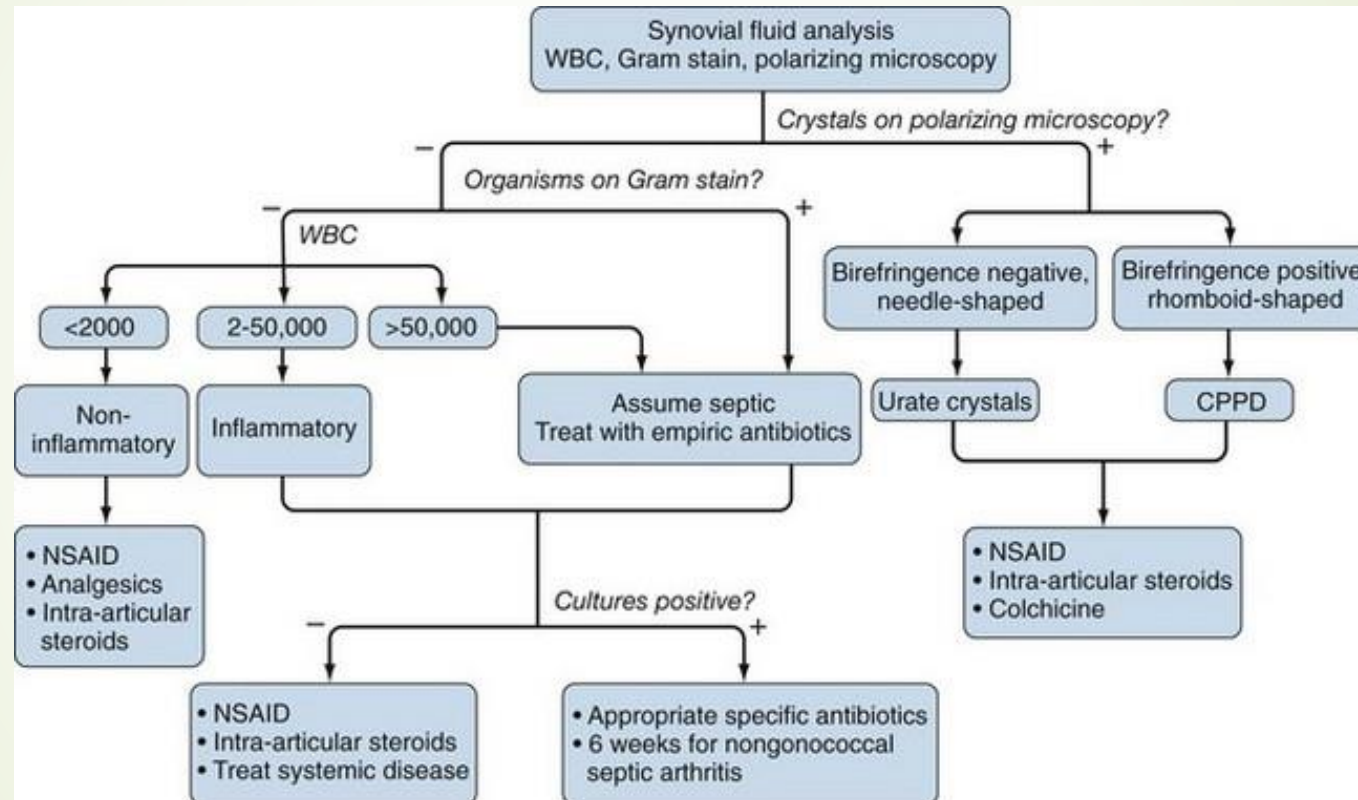 Synovial fluid analysis
WBC, Gram stain, polarizing microscopy
Crystals on polarizing microscopy?
–
+
Organisms on Gram stain?
–
+
WBC
<2000
2-50,000
>50,000
Birefringence negative,
needle-shaped
Birefringence positive
rhomboid-shaped
Non-
inflammatory
Inflammatory
Assume septic
Treat with empiric antibiotics
Urate crystals
CPPD
• NSAID
• Analgesics
• Intra-articular
steroids
• NSAID
• Intra-articular steroids
• Colchicine
Cultures positive?
–
+
• NSAID
• Intra-articular steroids
• Treat systemic disease
• Appropriate specific antibiotics
• 6 weeks for nongonococcal
septic arthritis